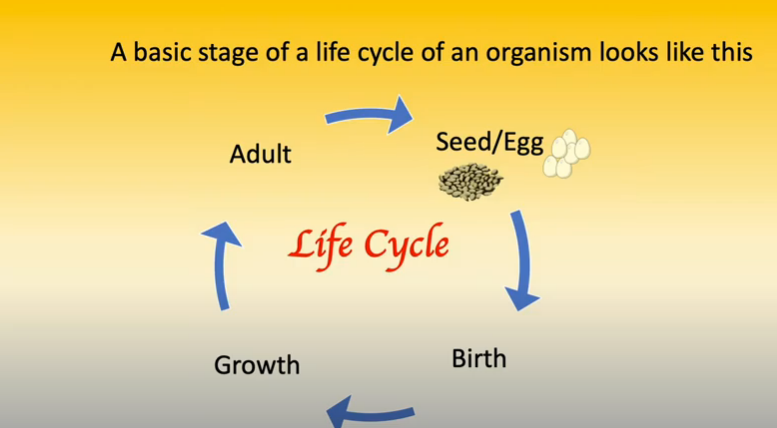 A basic stage of a life cycle of an organism looks like this
Adult
Seed/Egg
Life Cycle
Growth
Birth